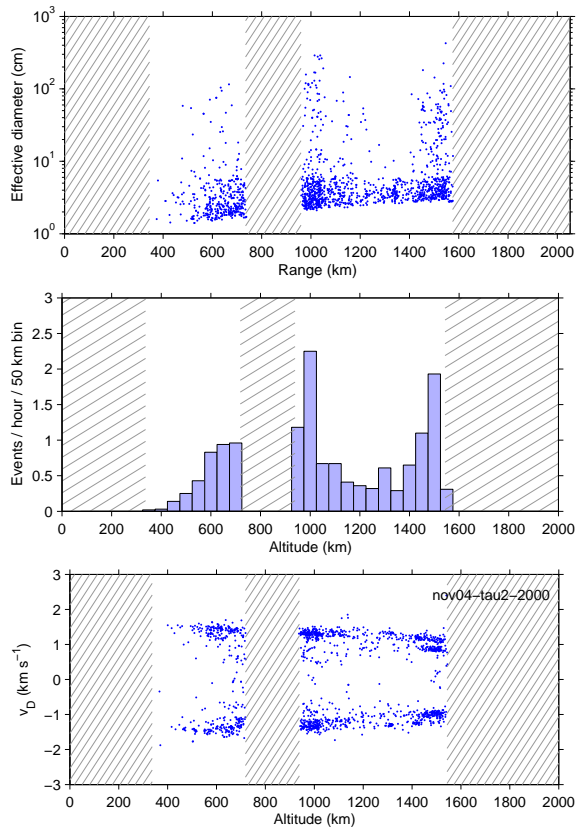 10³
10²
10¹
10⁰
Effective diameter (cm)
0 200 400 600 800 1000 1200 1400 1600 1800 2000
Range (km)
3
2.5
2
1.5
1
0.5
0
Events / hour / 50 km bin
0 200 400 600 800 1000 1200 1400 1600 1800 2000
Altitude (km)
3
2
1
0
−1
−2
−3
v_D (km s⁻¹)
nov04−tau2−2000
0 200 400 600 800 1000 1200 1400 1600 1800 2000
Altitude (km)